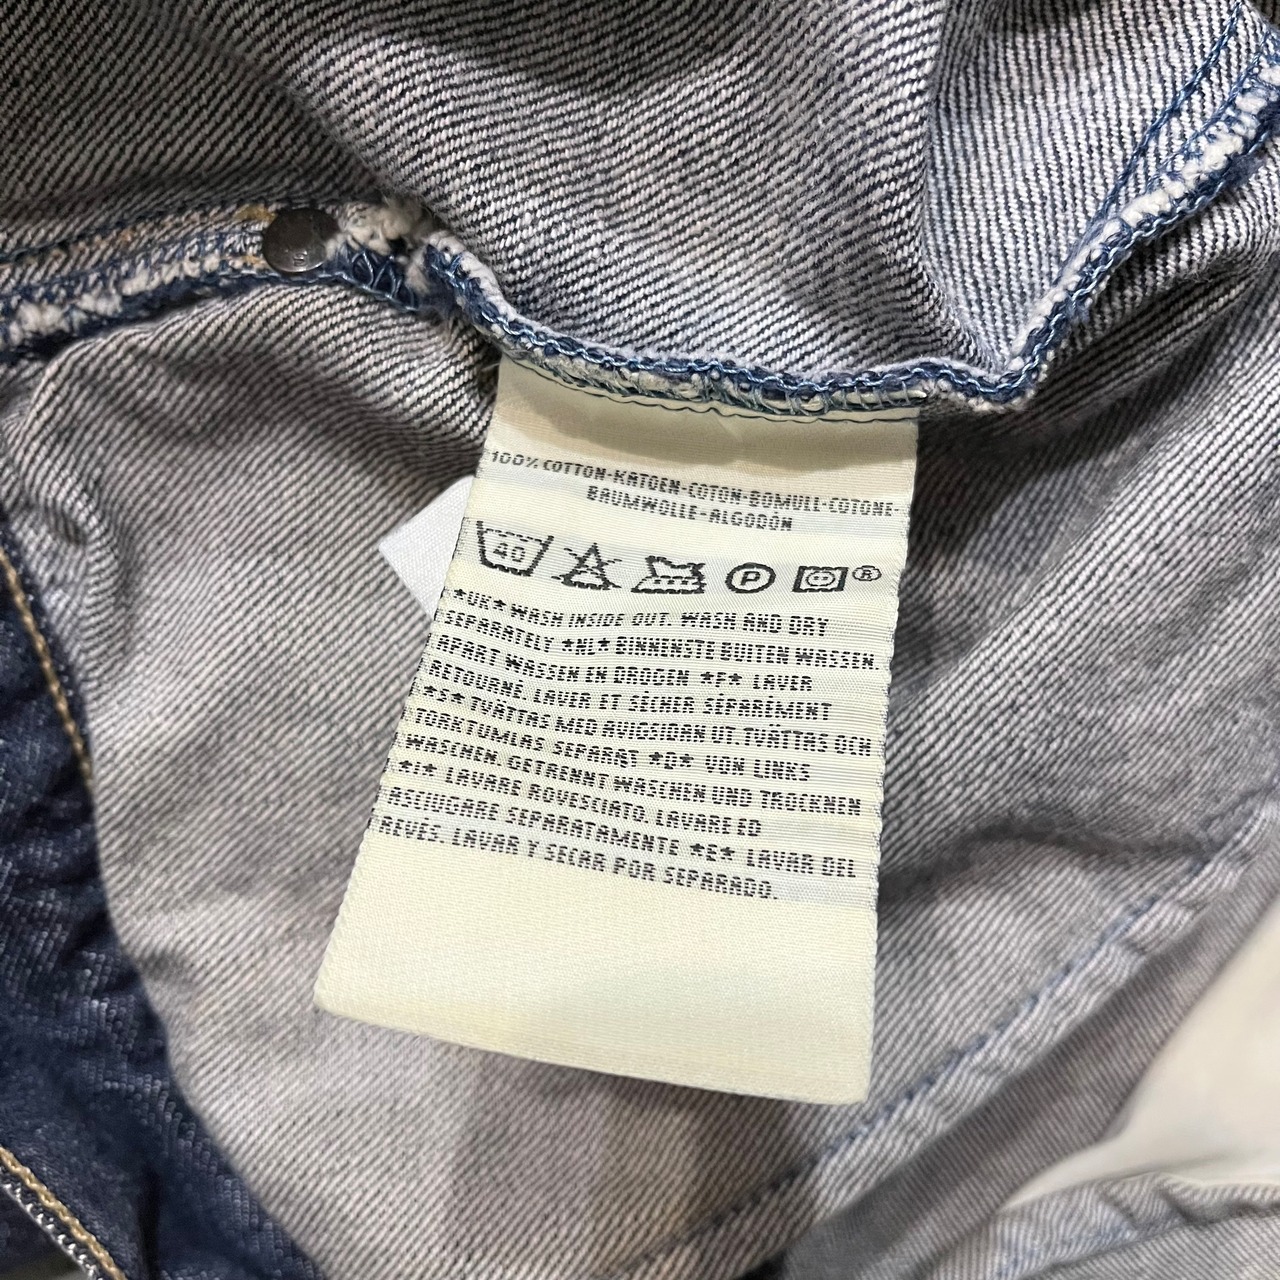 100% COTTON-KATOEN-COTON-BOMULL-COTONE-
BAUMWOLLE-ALGODÓN
40 P ®
*UK* WASH INSIDE OUT. WASH AND DRY
SEPARATELY *NL* BINNENSTE BUITEN WASSEN.
APART WASSEN EN DROGEN *F* LAVER
RETOURNÉ. LAVER ET SÉCHER SÉPARÉMENT
*S* TVÄTTAS MED AVIGSIDAN UT. TVÄTTAS OCH
TORKTUMLAS SEPARAT *D* VON LINKS
WASCHEN. GETRENNT WASCHEN UND TROCKNEN
*I* LAVARE ROVESCIATO. LAVARE ED
ASCIUGARE SEPARATAMENTE *E* LAVAR DEL
REVÉS. LAVAR Y SECAR POR SEPARADO.